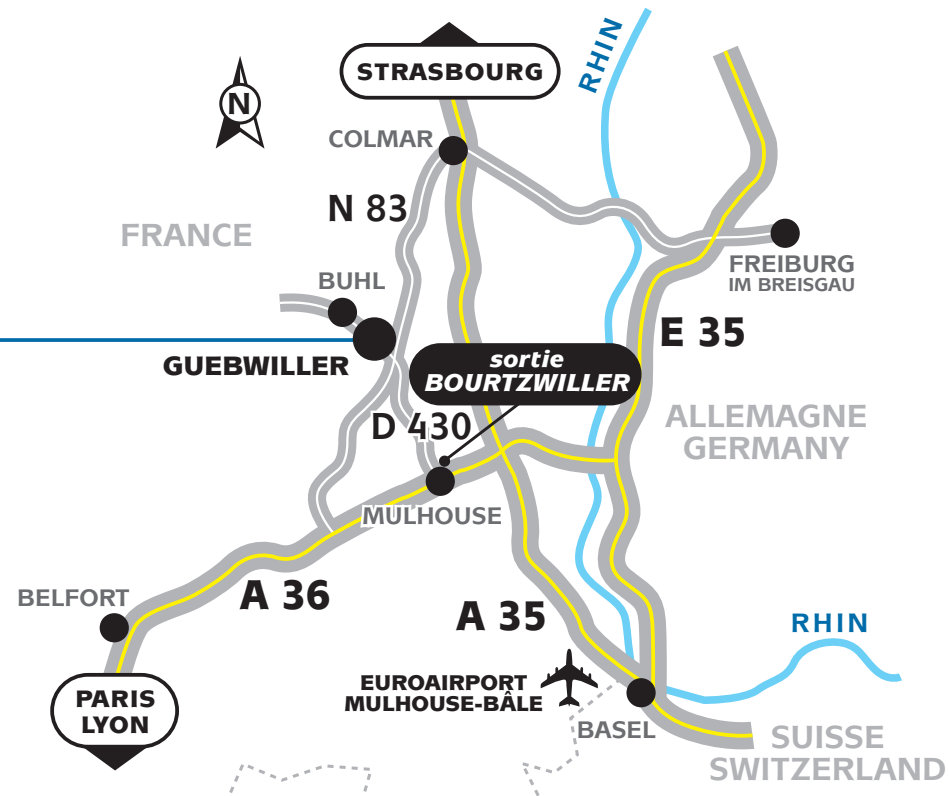 RHIN
STRASBOURG
N
COLMAR
N 83
FRANCE
FREIBURG
IM BREISGAU
BUHL
E 35
GUEBWILLER
sortie
BOURTZWILLER
D 430
ALLEMAGNE
GERMANY
MULHOUSE
A 36
BELFORT
A 35
RHIN
EUROAIRPORT
MULHOUSE-BÂLE
PARIS
LYON
BASEL
SUISSE
SWITZERLAND